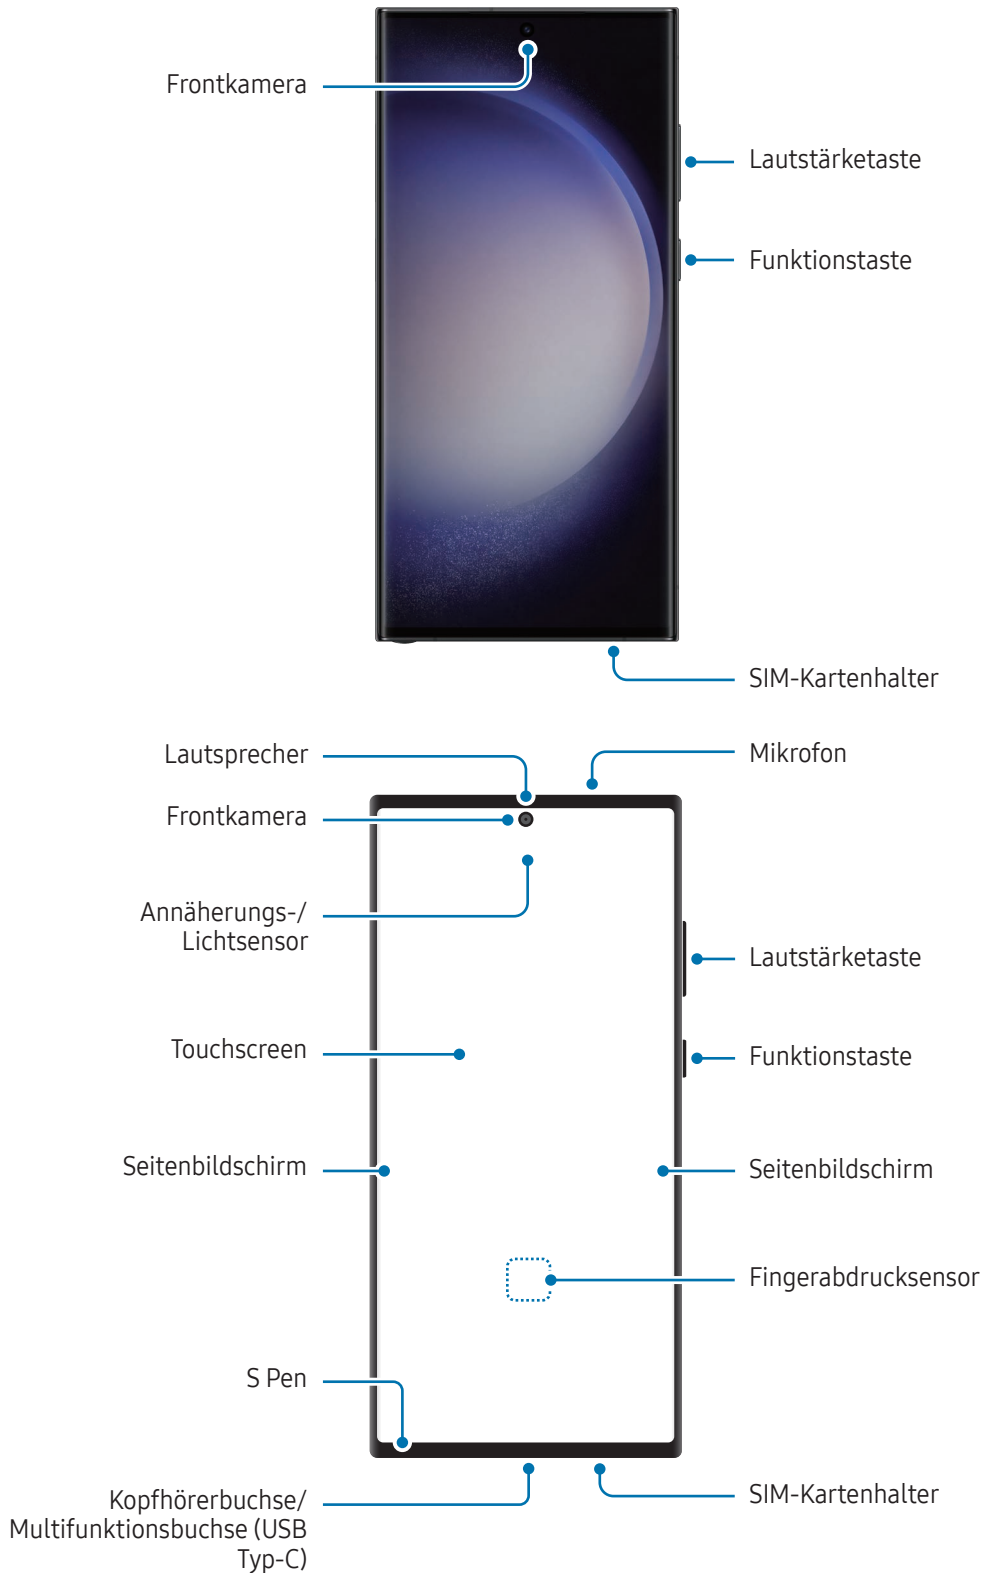 Frontkamera
Lautstärketaste
Funktionstaste
SIM-Kartenhalter
Lautsprecher
Mikrofon
Frontkamera
Annäherungs-/
Lichtsensor
Lautstärketaste
Touchscreen
Funktionstaste
Seitenbildschirm
Seitenbildschirm
Fingerabdrucksensor
S Pen
Kopfhörerbuchse/
Multifunktionsbuchse (USB
Typ-C)
SIM-Kartenhalter